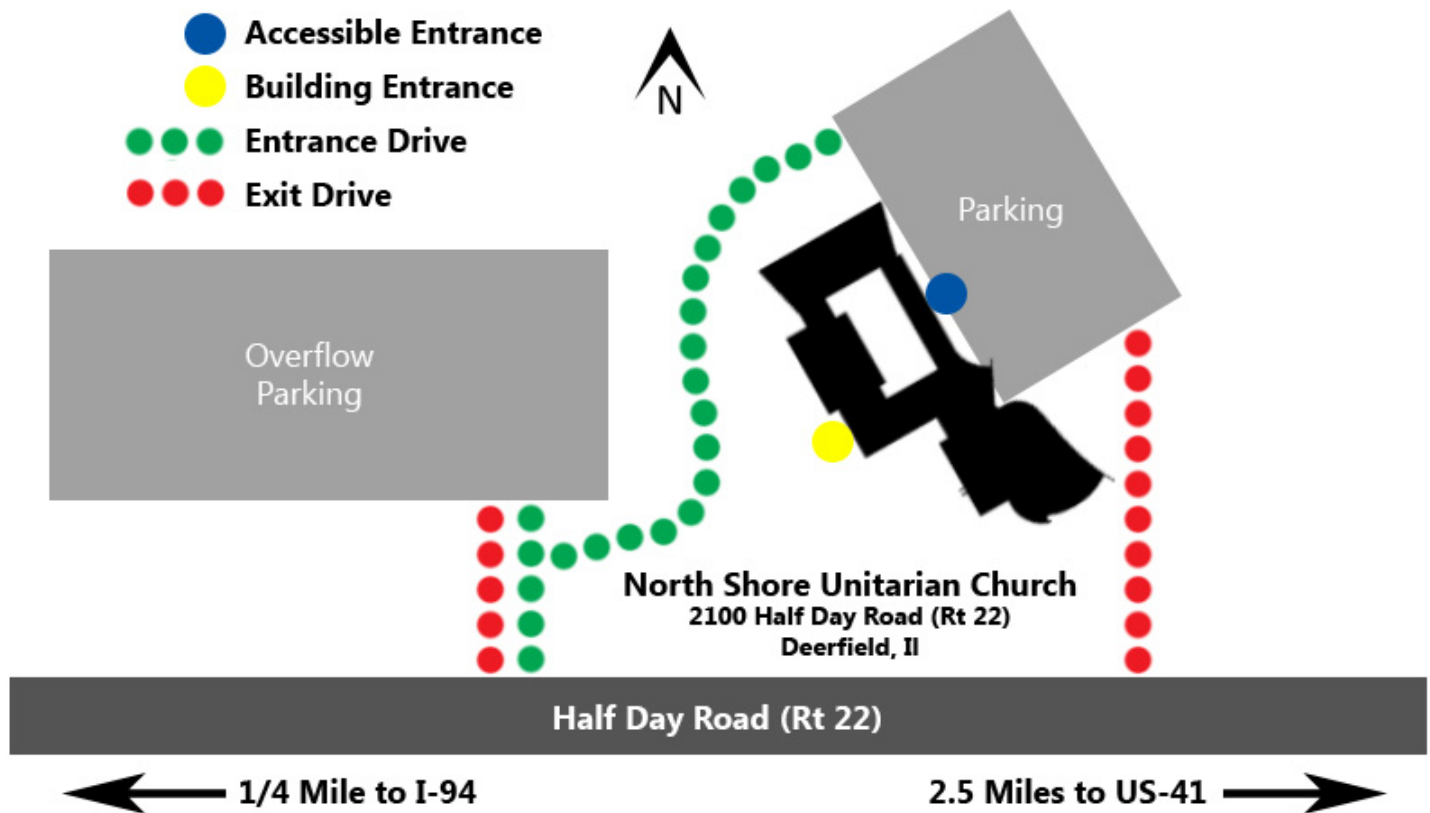 Accessible Entrance
Building Entrance
Entrance Drive
Exit Drive
N
Parking
Overflow
Parking
North Shore Unitarian Church
2100 Half Day Road (Rt 22)
Deerfield, Il
Half Day Road (Rt 22)
1/4 Mile to I-94
2.5 Miles to US-41